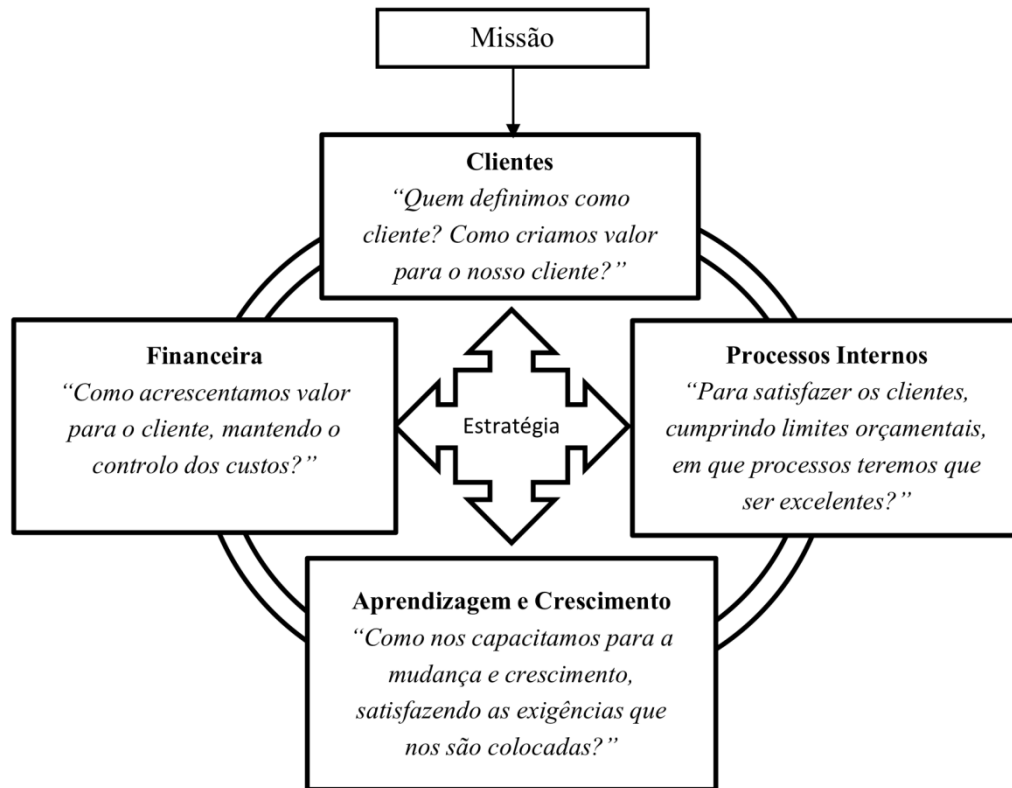 Missão
Clientes
“Quem definimos como
cliente? Como criamos valor
para o nosso cliente?”
Financeira
“Como acrescentamos valor
para o cliente, mantendo o
controlo dos custos?”
Estratégia
Processos Internos
“Para satisfazer os clientes,
cumprindo limites orçamentais,
em que processos teremos que
ser excelentes?”
Aprendizagem e Crescimento
“Como nos capacitamos para a
mudança e crescimento,
satisfazendo as exigências que
nos são colocadas?”